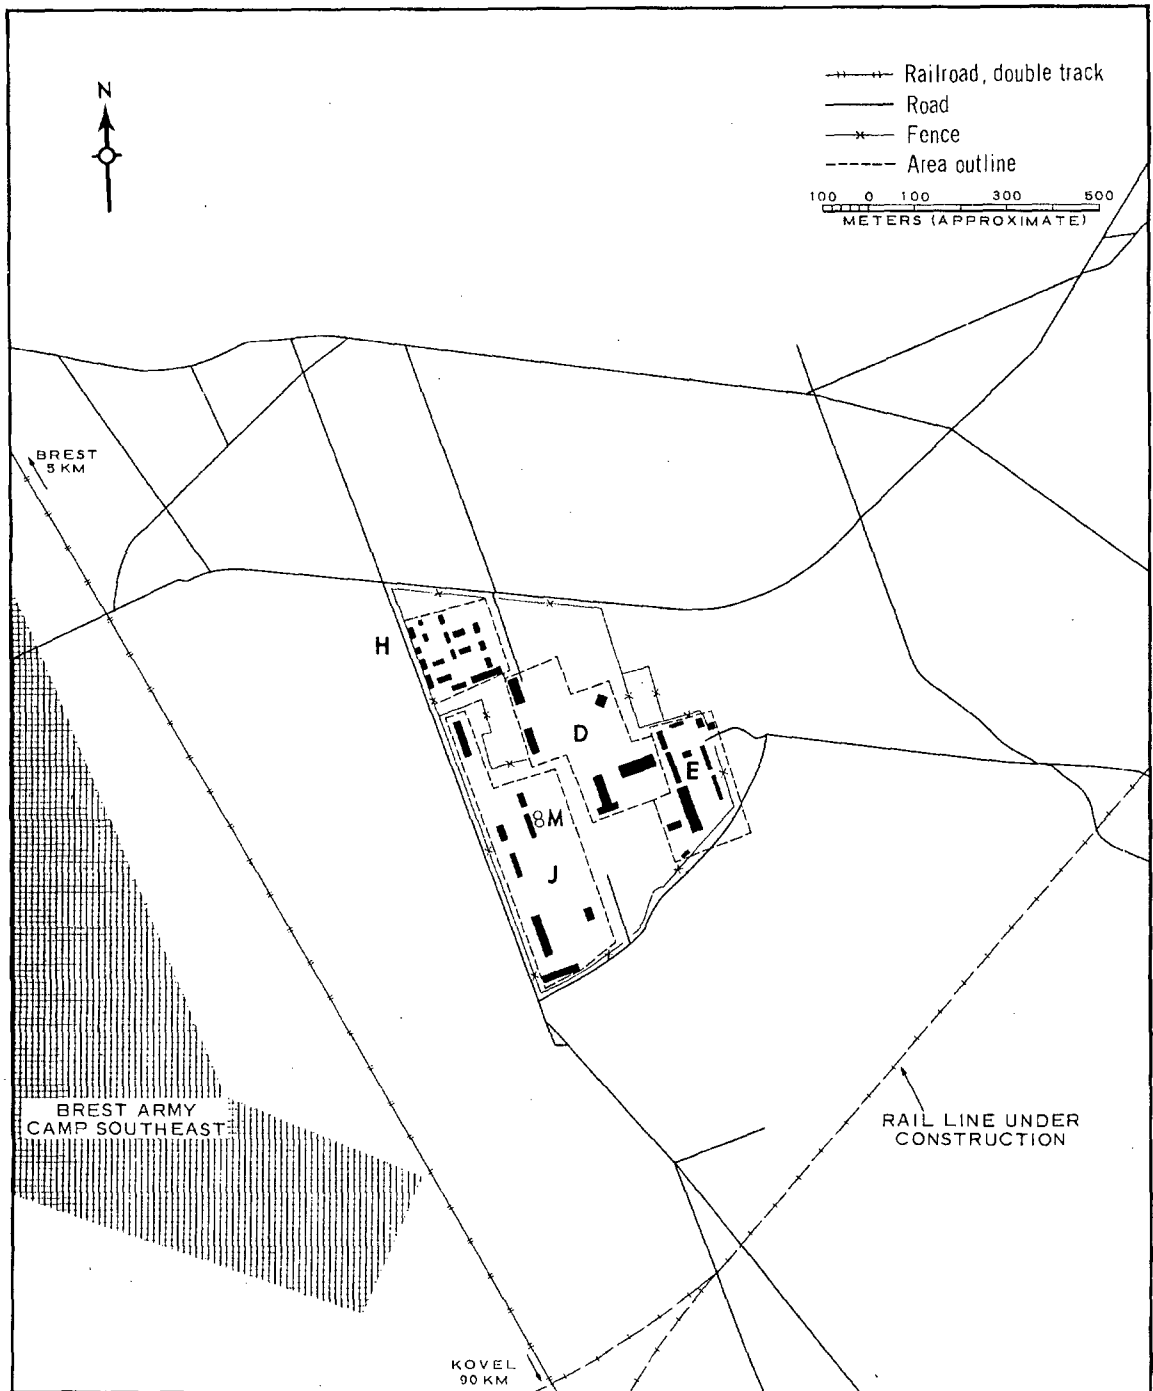 N
Railroad, double track
Road
Fence
Area outline
100 0 100 300 500
METERS (APPROXIMATE)
BREST
5 KM
H
D
E
8M
J
BREST ARMY
CAMP SOUTHEAST
RAIL LINE UNDER
CONSTRUCTION
KOVEL
90 KM